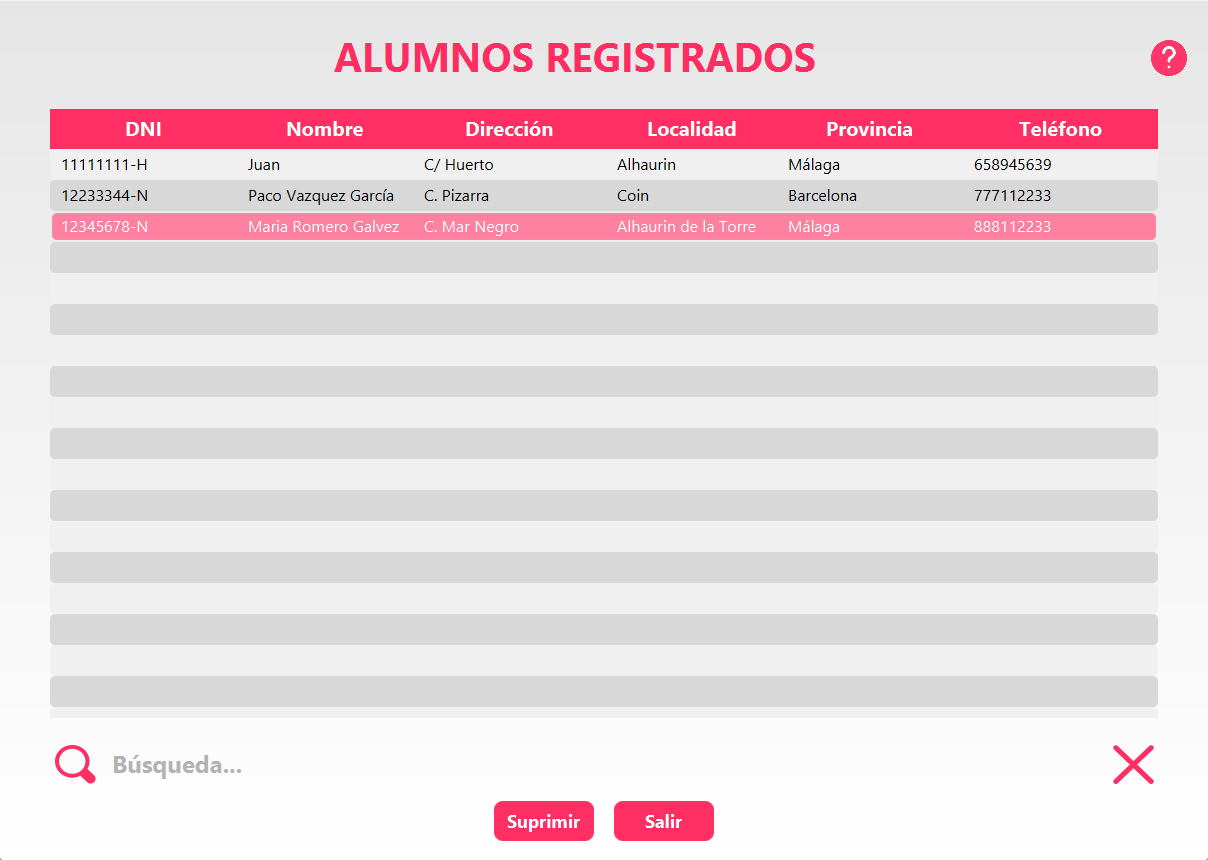 ALUMNOS REGISTRADOS
?
DNI Nombre Dirección Localidad Provincia Teléfono
11111111-H Juan C/ Huerto Alhaurin Málaga 658945639
12233344-N Paco Vazquez García C. Pizarra Coin Barcelona 777112233
12345678-N Maria Romero Galvez C. Mar Negro Alhaurin de la Torre Málaga 888112233
Búsqueda...
Suprimir Salir